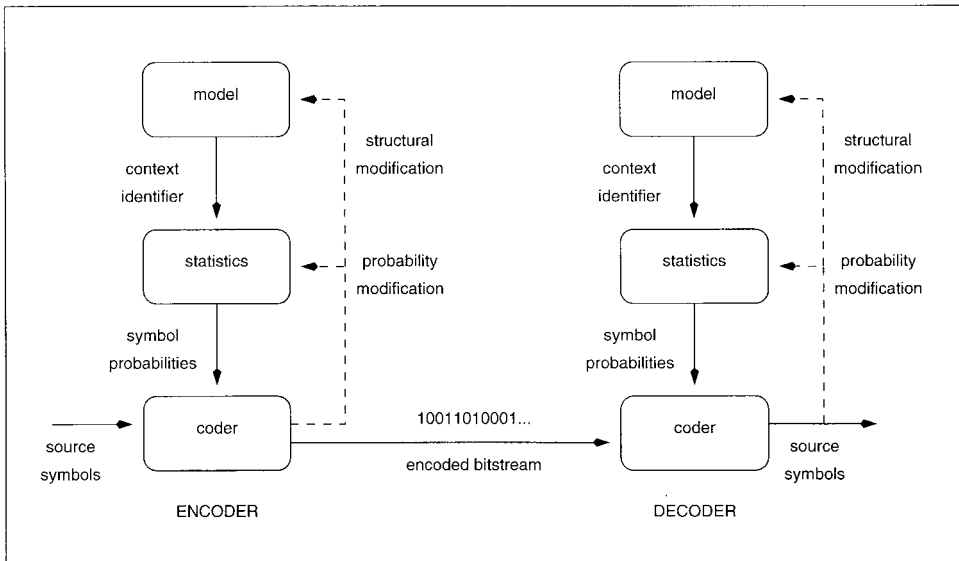 model
structural
modification
context
identifier
statistics
probability
modification
symbol
probabilities
coder
source
symbols
ENCODER
10011010001...
encoded bitstream
model
structural
modification
context
identifier
statistics
probability
modification
symbol
probabilities
coder
source
symbols
DECODER